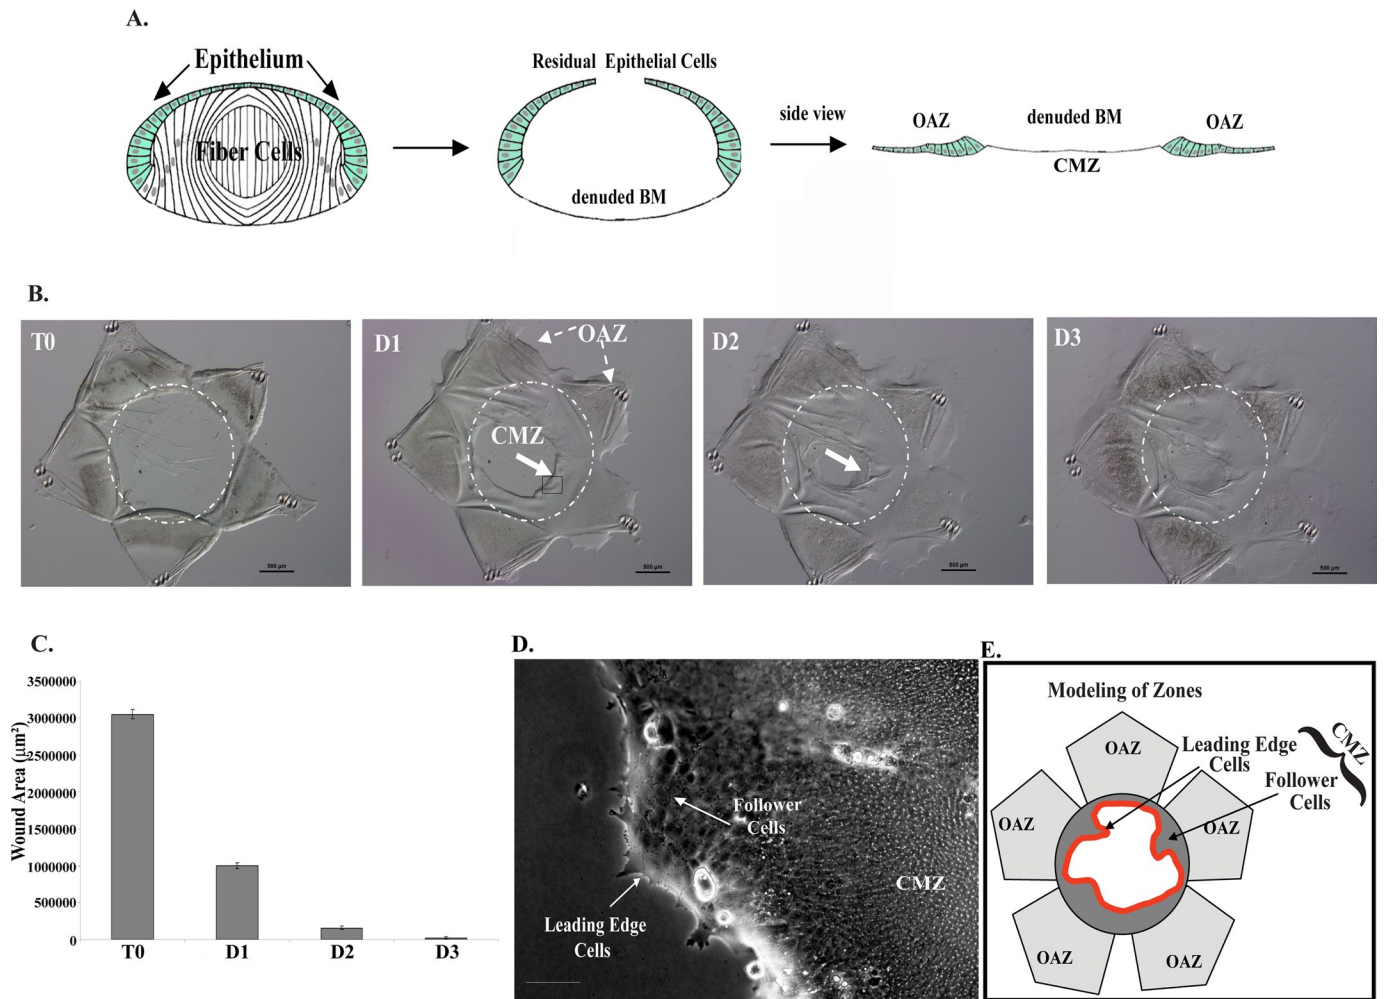 A.
Epithelium
Fiber Cells
Residual Epithelial Cells
denuded BM
side view
OAZ
denuded BM
OAZ
CMZ
B.
T0
500 µm
D1
OAZ
CMZ
500 µm
D2
500 µm
D3
500 µm
C.
Wound Area (µm²)
3500000
3000000
2500000
2000000
1500000
1000000
500000
0
T0
D1
D2
D3
D.
Follower
Cells
CMZ
Leading Edge
Cells
E.
Modeling of Zones
OAZ
Leading Edge
Cells
CMZ
Follower
Cells
OAZ
OAZ
OAZ
OAZ